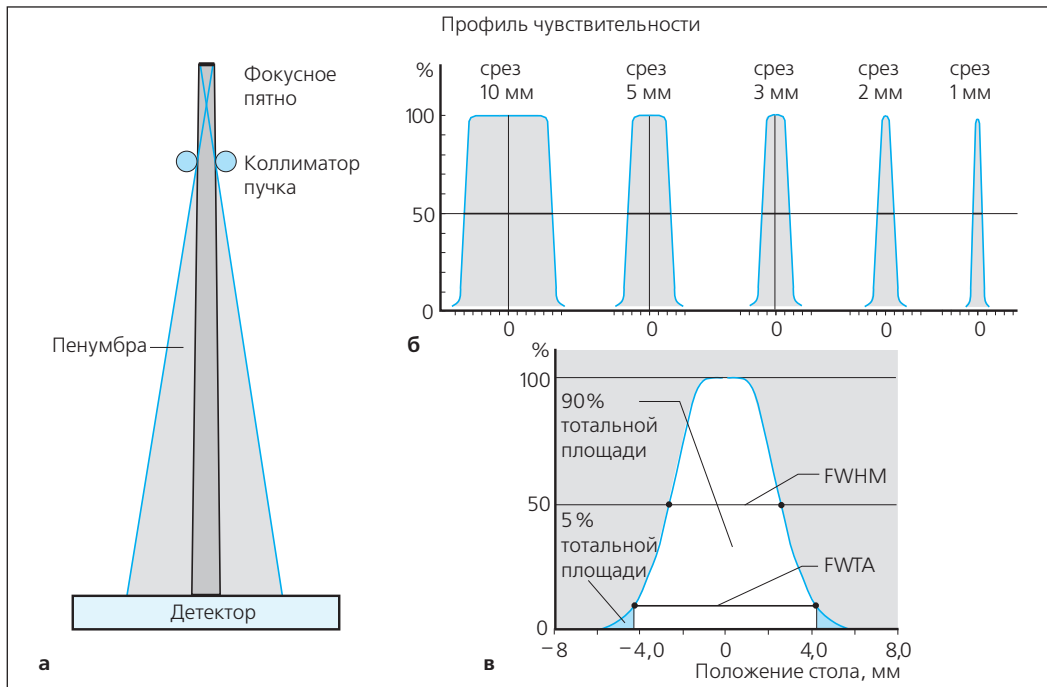 Профиль чувствительности
Фокусное
пятно
Коллиматор
пучка
Пенумбра
Детектор
а
%
срез
10 мм
срез
5 мм
срез
3 мм
срез
2 мм
срез
1 мм
100
50
0
0
0
0
0
0
б
%
100
90%
тотальной
площади
FWHM
50
5%
тотальной
площади
FWTA
0
−8
−4,0
0
4,0
8,0
Положение стола, мм
в